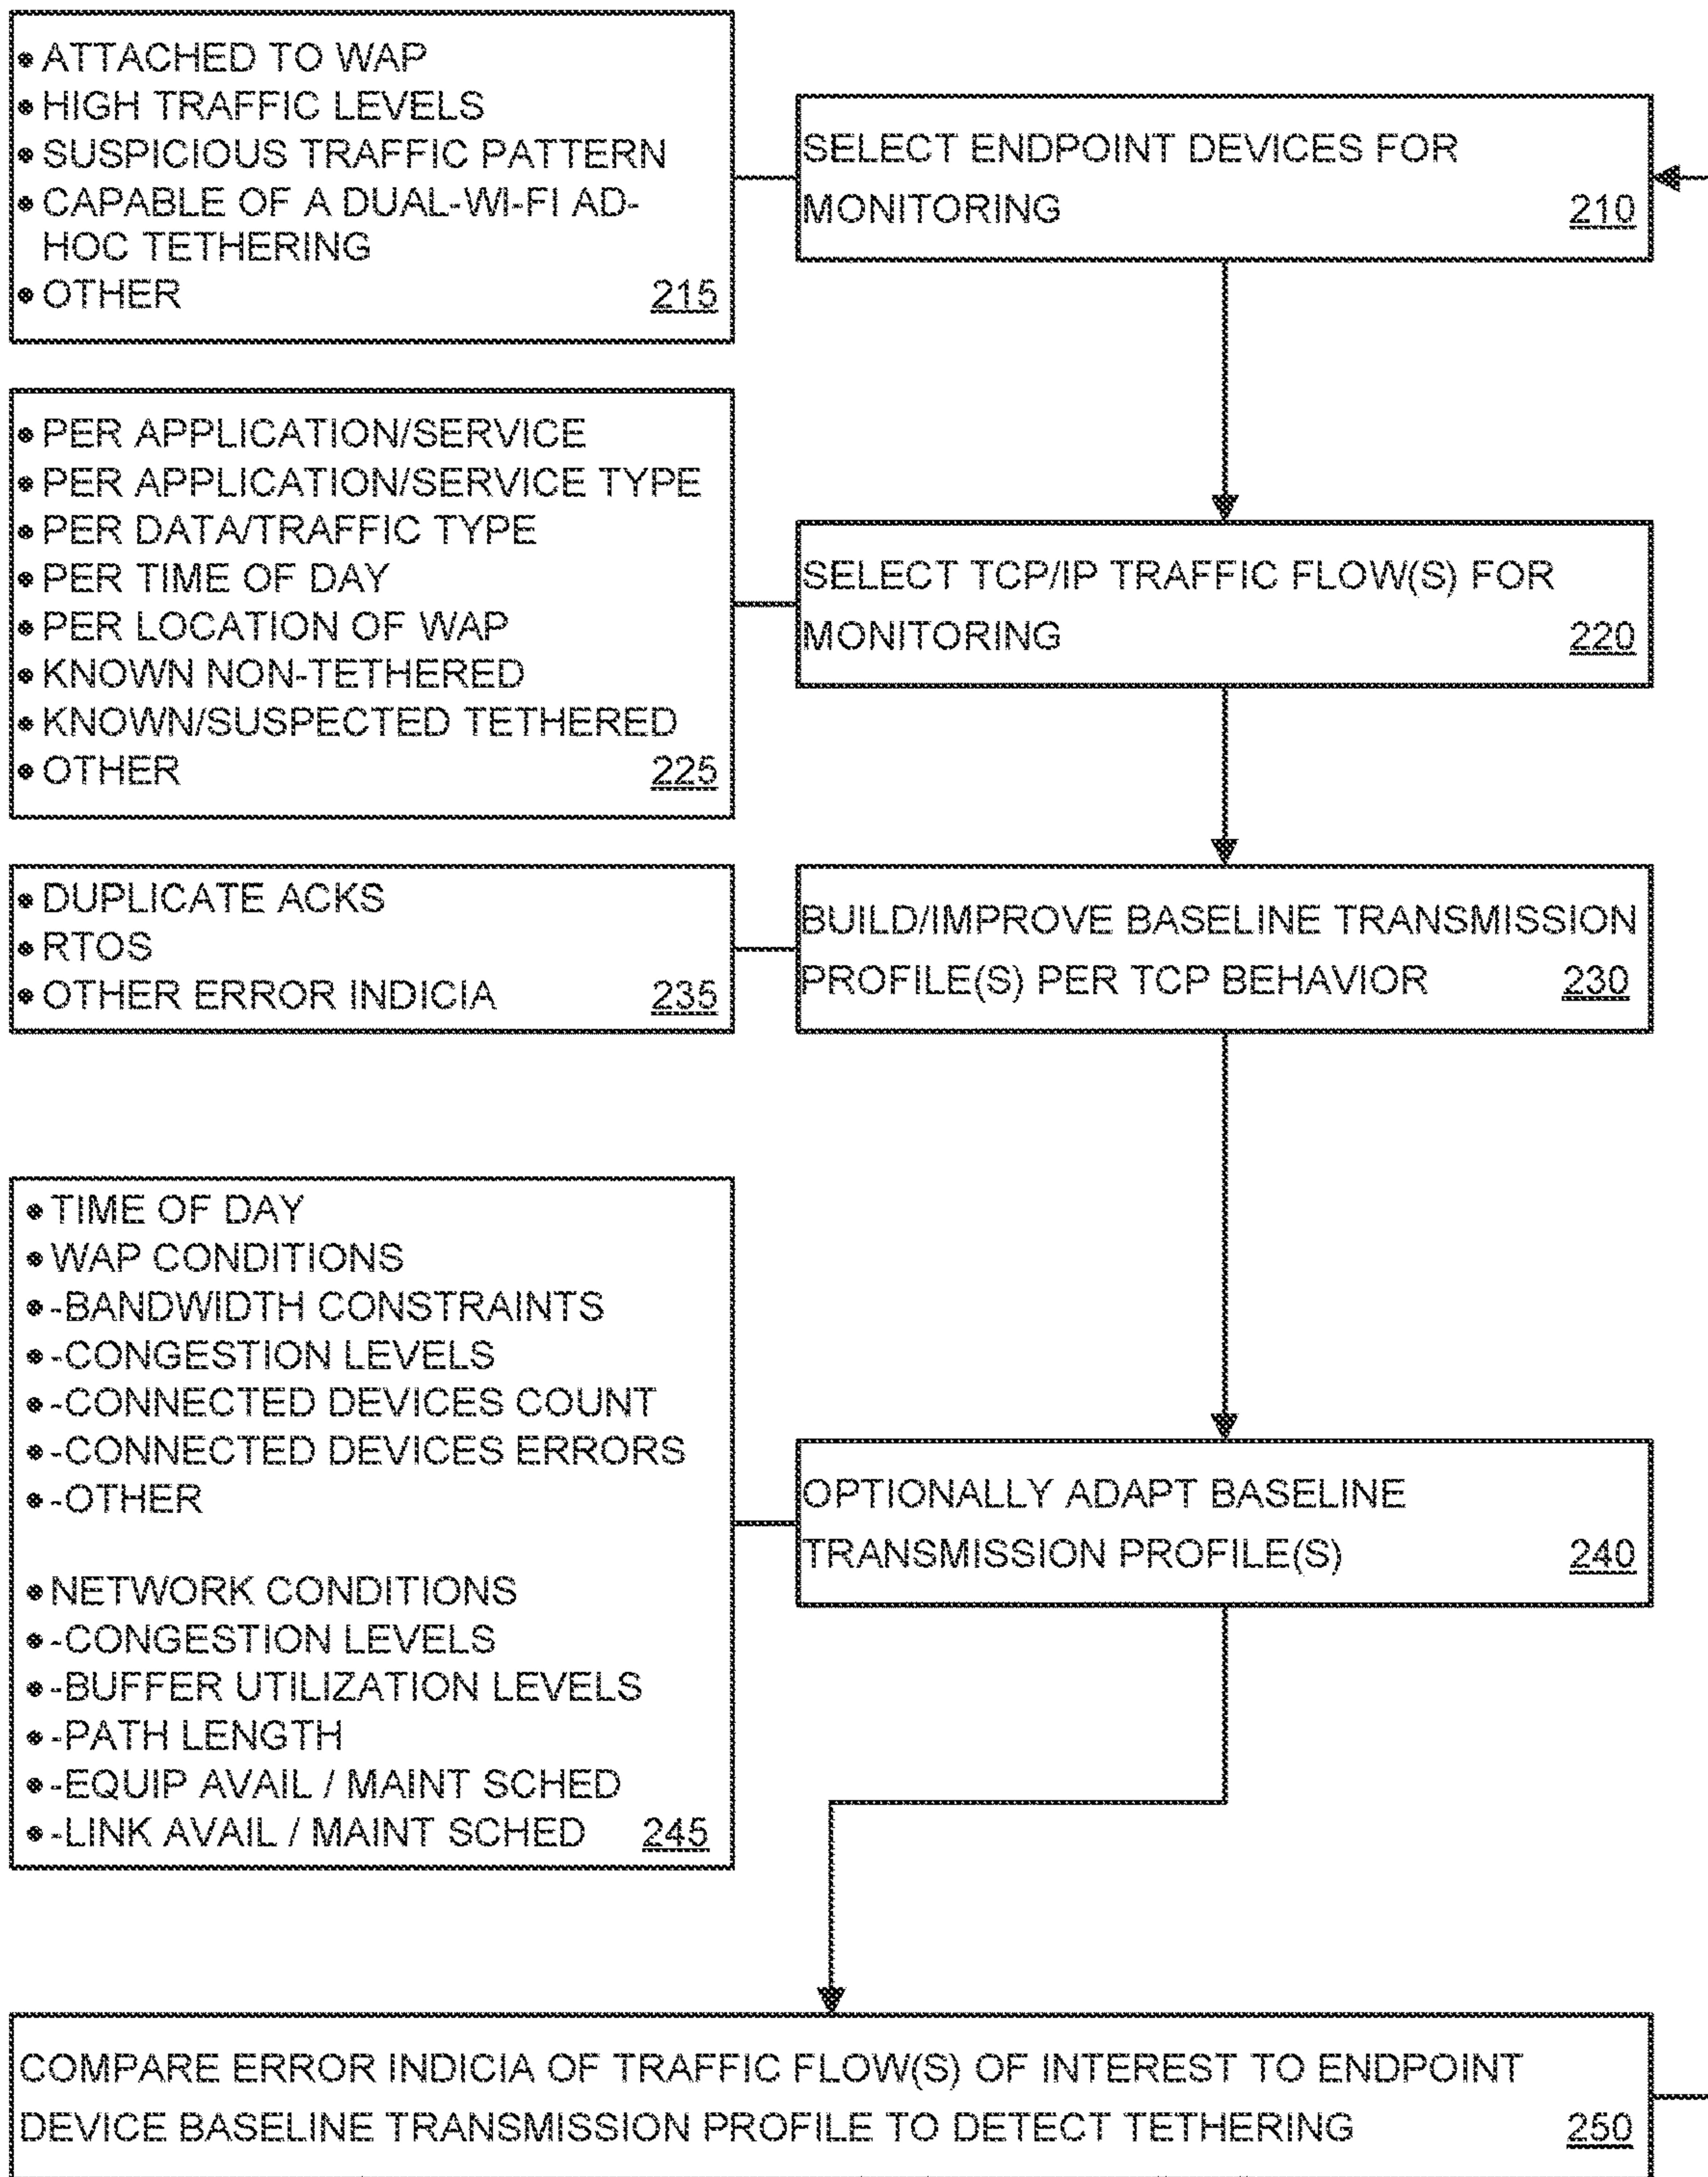 • ATTACHED TO WAP
• HIGH TRAFFIC LEVELS
• SUSPICIOUS TRAFFIC PATTERN
• CAPABLE OF A DUAL-WI-FI AD-
HOC TETHERING
• OTHER 215
SELECT ENDPOINT DEVICES FOR
MONITORING 210
• PER APPLICATION/SERVICE
• PER APPLICATION/SERVICE TYPE
• PER DATA/TRAFFIC TYPE
• PER TIME OF DAY
• PER LOCATION OF WAP
• KNOWN NON-TETHERED
• KNOWN/SUSPECTED TETHERED
• OTHER 225
SELECT TCP/IP TRAFFIC FLOW(S) FOR
MONITORING 220
• DUPLICATE ACKS
• RTOS
• OTHER ERROR INDICIA 235
BUILD/IMPROVE BASELINE TRANSMISSION
PROFILE(S) PER TCP BEHAVIOR 230
• TIME OF DAY
• WAP CONDITIONS
• -BANDWIDTH CONSTRAINTS
• -CONGESTION LEVELS
• -CONNECTED DEVICES COUNT
• -CONNECTED DEVICES ERRORS
• -OTHER
• NETWORK CONDITIONS
• -CONGESTION LEVELS
• -BUFFER UTILIZATION LEVELS
• -PATH LENGTH
• -EQUIP AVAIL / MAINT SCHED
• -LINK AVAIL / MAINT SCHED 245
OPTIONALLY ADAPT BASELINE
TRANSMISSION PROFILE(S) 240
COMPARE ERROR INDICIA OF TRAFFIC FLOW(S) OF INTEREST TO ENDPOINT
DEVICE BASELINE TRANSMISSION PROFILE TO DETECT TETHERING 250